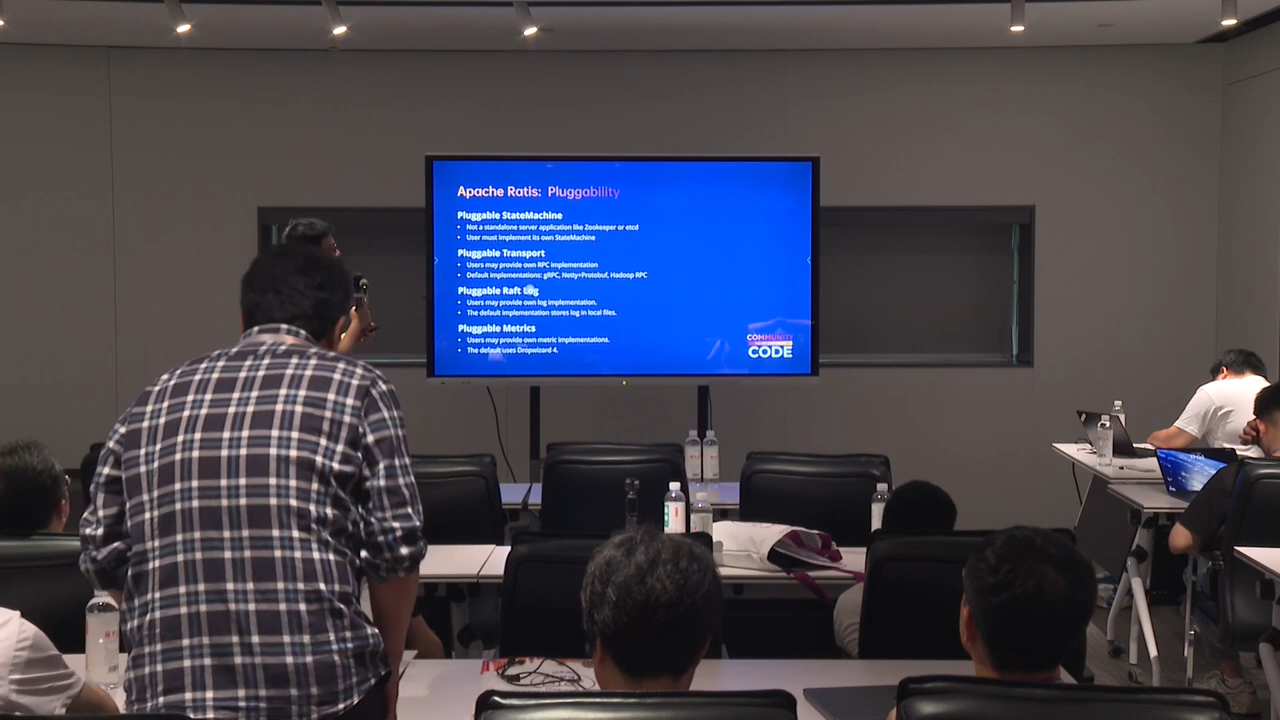 Apache Ratis: Pluggability
Pluggable StateMachine
• Not a standalone server application like Zookeeper or etcd
• User must implement its own StateMachine
Pluggable Transport
• Users may provide own RPC implementation
• Default implementations: gRPC, Netty+Protobuf, Hadoop RPC
Pluggable Raft Log
• Users may provide own log implementation.
• The default implementation stores log in local files.
Pluggable Metrics
• Users may provide own metric implementations.
• The default uses Dropwizard 4.
COMMUNITY
CODE